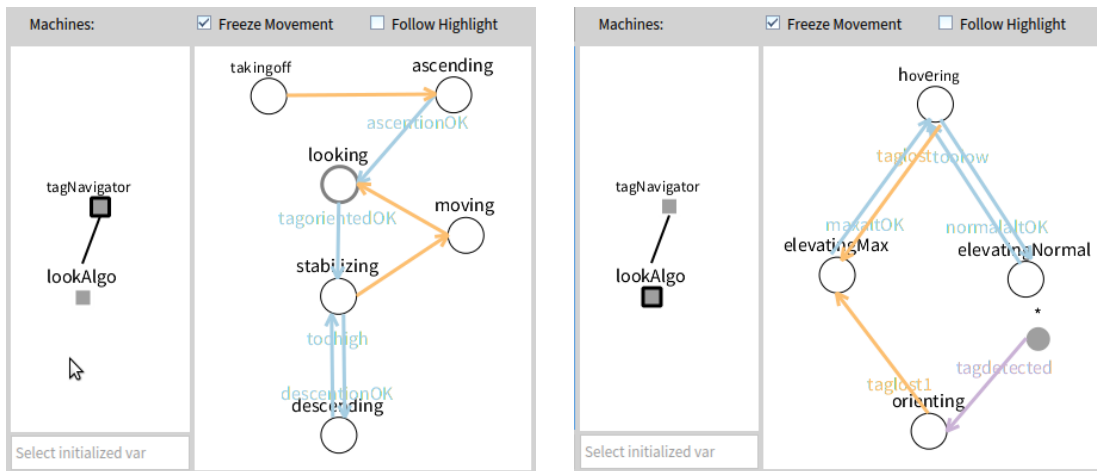 Machines:
Freeze Movement
Follow Highlight
takingoff
ascending
ascentionOK
looking
tagNavigator
moving
tagorientedOK
stabilizing
lookAlgo
toohigh
descentionOK
descending
Select initialized var
Machines:
Freeze Movement
Follow Highlight
hovering
taglost
toolow
tagNavigator
maxaltOK
normalaltOK
elevatingMax
elevatingNormal
lookAlgo
*
tagdetected
taglost1
orienting
Select initialized var